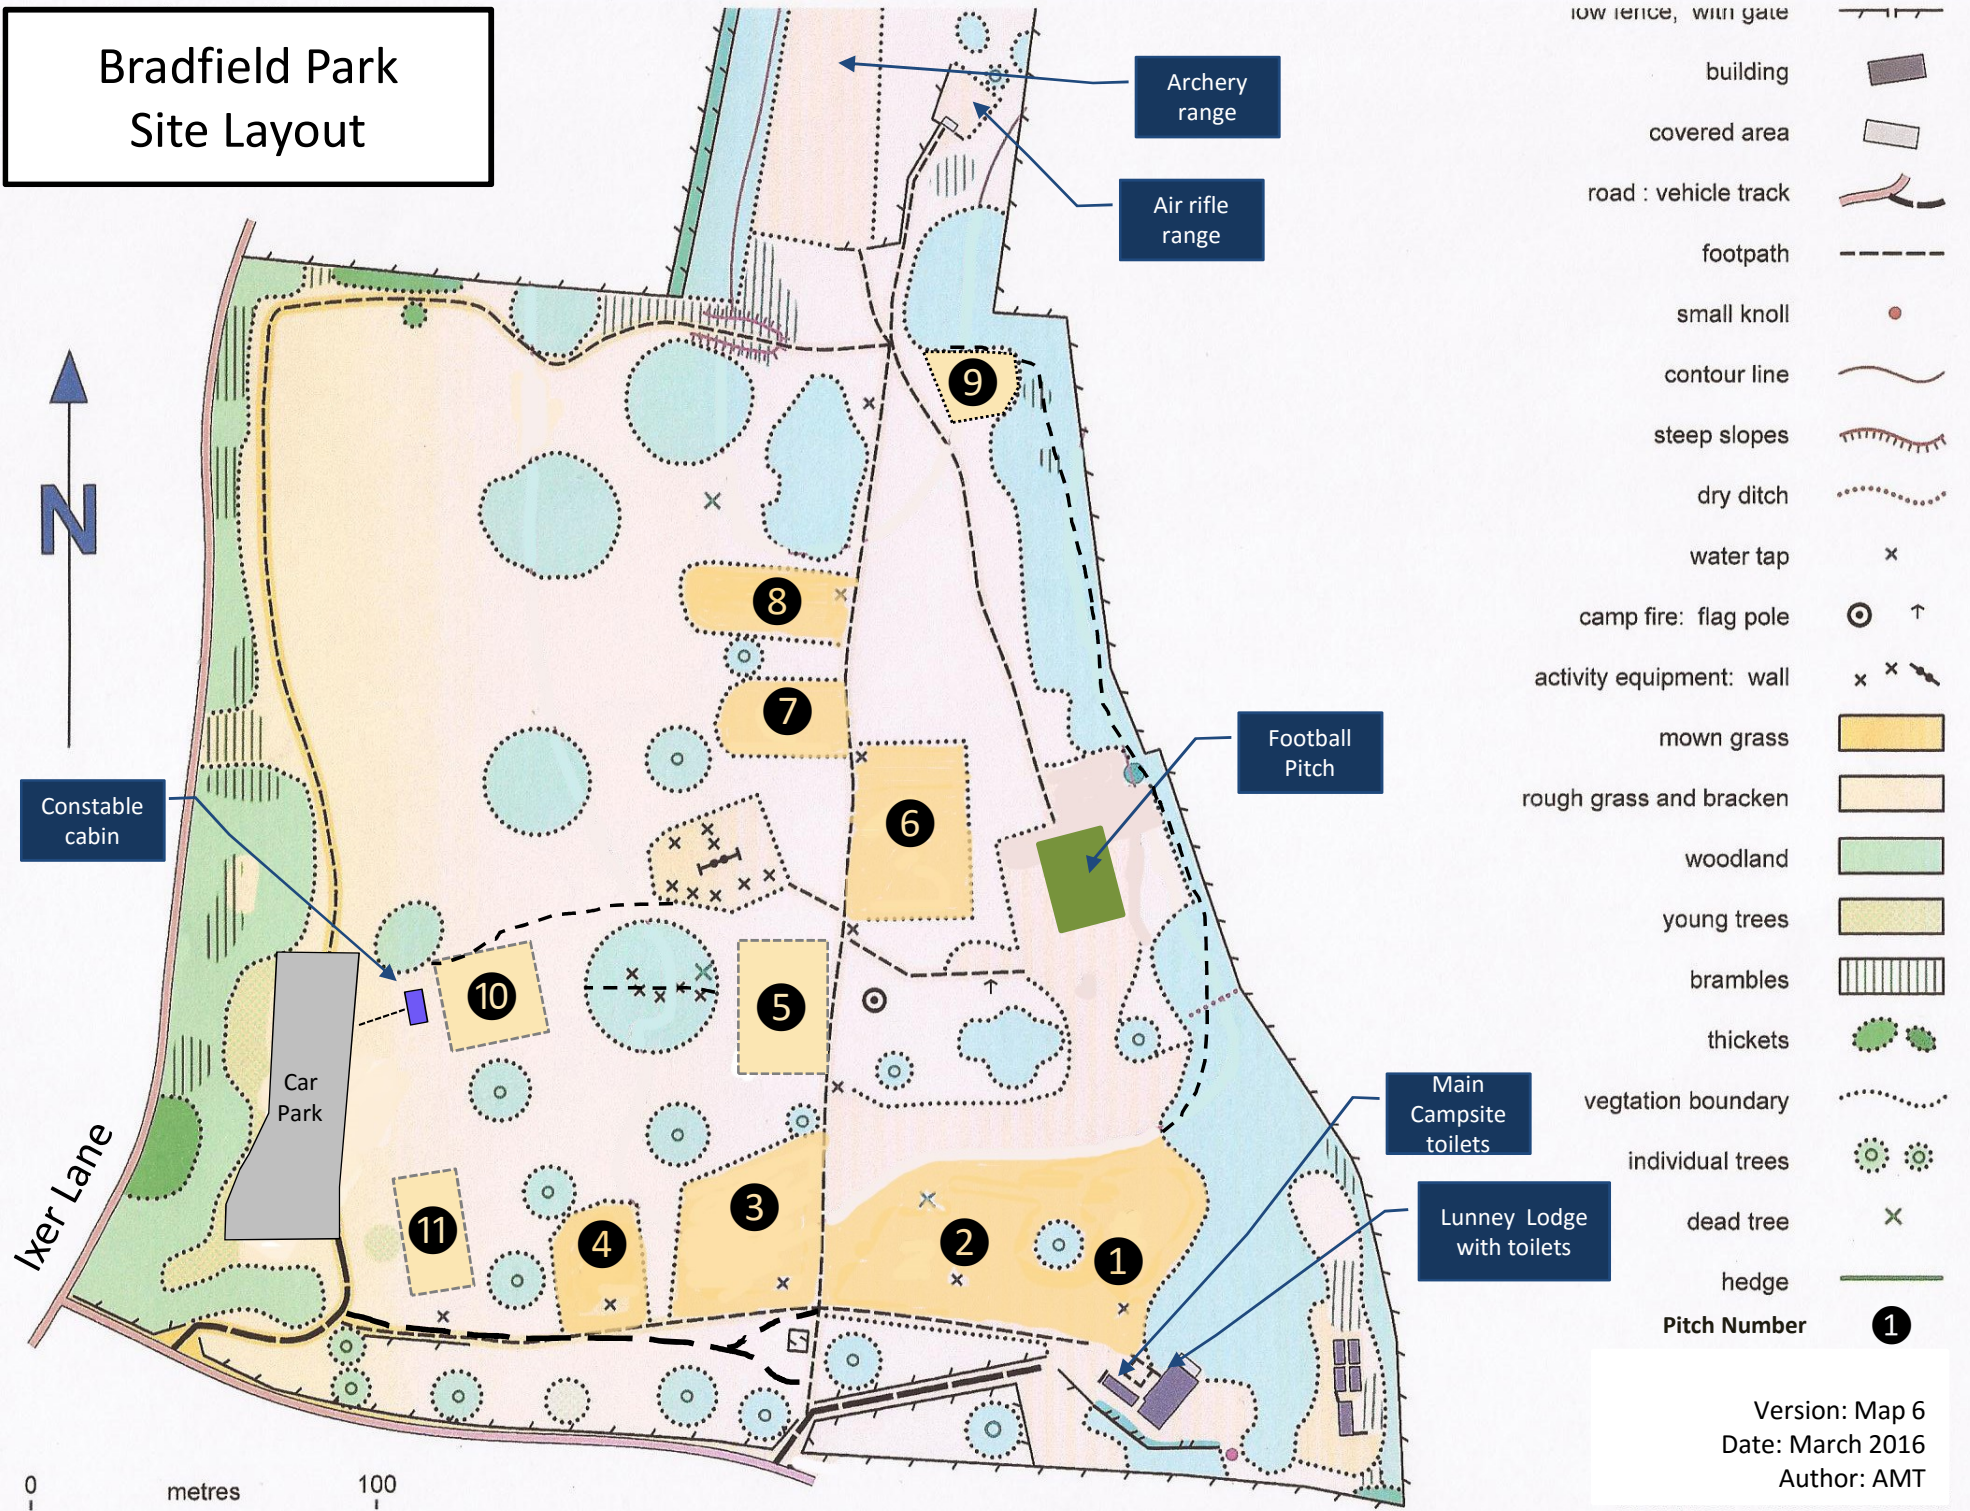 Bradfield Park
Site Layout
Archery
range
Air rifle
range
N
9
8
7
Football
Pitch
Constable
cabin
6
10
5
Car
Park
Main
Campsite
toilets
Ixer Lane
11
4
3
2
1
Lunney Lodge
with toilets
0 metres 100
low fence, with gate
building
covered area
road : vehicle track
footpath
small knoll
contour line
steep slopes
dry ditch
water tap
camp fire: flag pole
activity equipment: wall
mown grass
rough grass and bracken
woodland
young trees
brambles
thickets
vegtation boundary
individual trees
dead tree
hedge
Pitch Number 1
Version: Map 6
Date: March 2016
Author: AMT